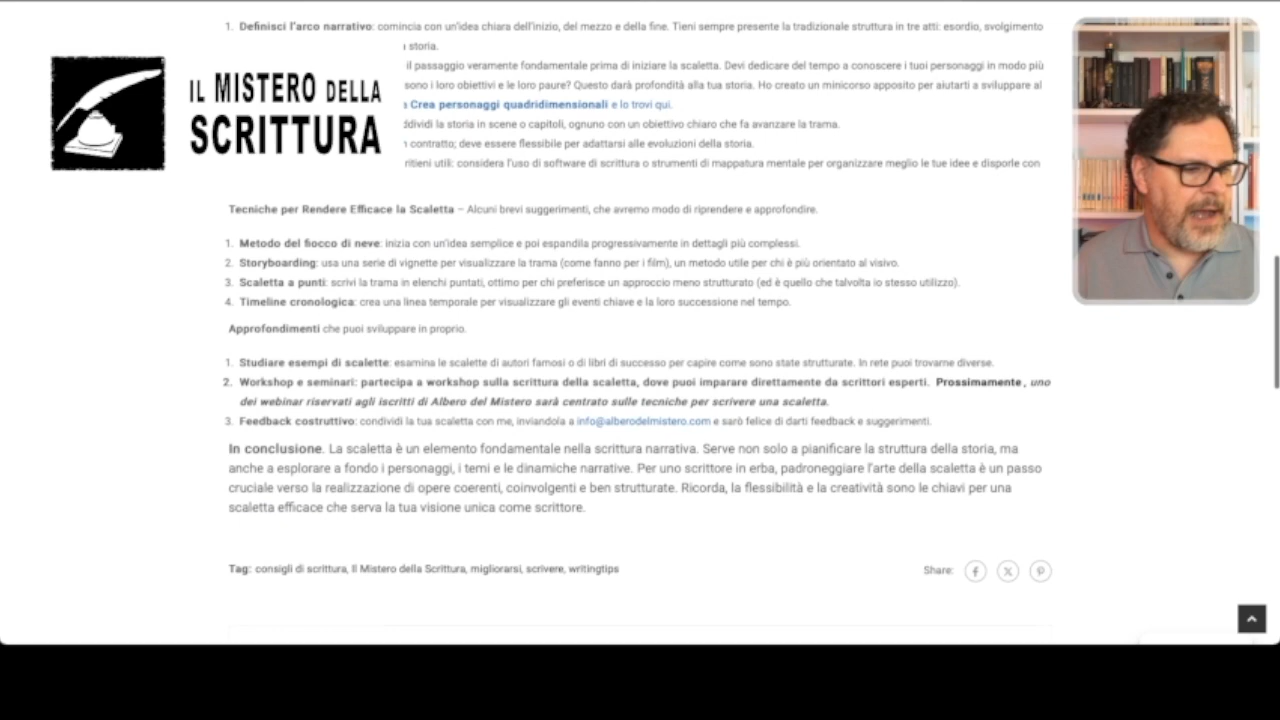 1. Definisci l'arco narrativo: comincia con un'idea chiara dell'inizio, del mezzo e della fine. Tieni sempre presente la tradizionale struttura in tre atti: esordio, svolgimento
storia.
il passaggio veramente fondamentale prima di iniziare la scaletta. Devi dedicare del tempo a conoscere i tuoi personaggi in modo più
sono i loro obiettivi e le loro paure? Questo darà profondità alla tua storia. Ho creato un minicorso apposito per aiutarti a sviluppare al
Crea personaggi quadridimensionali e lo trovi qui.
ddividi la storia in scene o capitoli, ognuno con un obiettivo chiaro che fa avanzare la trama.
contratto; deve essere flessibile per adattarsi alle evoluzioni della storia.
ritieni utili: considera l'uso di software di scrittura o strumenti di mappatura mentale per organizzare meglio le tue idee e disporle con
IL MISTERO DELLA
SCRITTURA
Tecniche per Rendere Efficace la Scaletta – Alcuni brevi suggerimenti, che avremo modo di riprendere e approfondire.
1. Metodo del fiocco di neve: inizia con un'idea semplice e poi espandila progressivamente in dettagli più complessi.
2. Storyboarding: usa una serie di vignette per visualizzare la trama (come fanno per i film), un metodo utile per chi è più orientato al visivo.
3. Scaletta a punti: scrivi la trama in elenchi puntati, ottimo per chi preferisce un approccio meno strutturato (ed è quello che talvolta io stesso utilizzo).
4. Timeline cronologica: crea una linea temporale per visualizzare gli eventi chiave e la loro successione nel tempo.
Approfondimenti che puoi sviluppare in proprio.
1. Studiare esempi di scalette: esamina le scalette di autori famosi o di libri di successo per capire come sono state strutturate. In rete puoi trovarne diverse.
2. Workshop e seminari: partecipa a workshop sulla scrittura della scaletta, dove puoi imparare direttamente da scrittori esperti. Prossimamente, uno
dei webinar riservati agli iscritti di Albero del Mistero sarà centrato sulle tecniche per scrivere una scaletta.
3. Feedback costruttivo: condividi la tua scaletta con me, inviandola a info@alberodelmistero.com e sarò felice di darti feedback e suggerimenti.
In conclusione. La scaletta è un elemento fondamentale nella scrittura narrativa. Serve non solo a pianificare la struttura della storia, ma
anche a esplorare a fondo i personaggi, i temi e le dinamiche narrative. Per uno scrittore in erba, padroneggiare l'arte della scaletta è un passo
cruciale verso la realizzazione di opere coerenti, coinvolgenti e ben strutturate. Ricorda, la flessibilità e la creatività sono le chiavi per una
scaletta efficace che serva la tua visione unica come scrittore.
Tag: consigli di scrittura, Il Mistero della Scrittura, migliorarsi, scrivere, writingtips
Share: